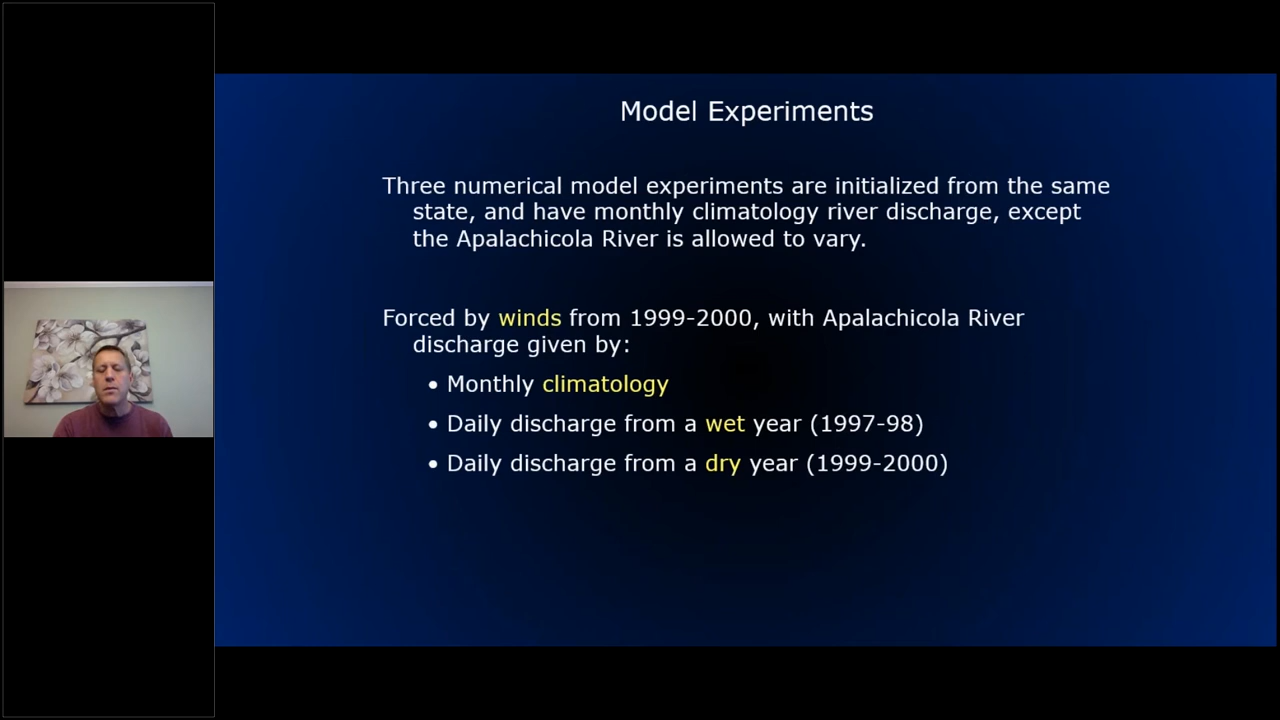 Model Experiments
Three numerical model experiments are initialized from the same
state, and have monthly climatology river discharge, except
the Apalachicola River is allowed to vary.
Forced by winds from 1999-2000, with Apalachicola River
discharge given by:
• Monthly climatology
• Daily discharge from a wet year (1997-98)
• Daily discharge from a dry year (1999-2000)